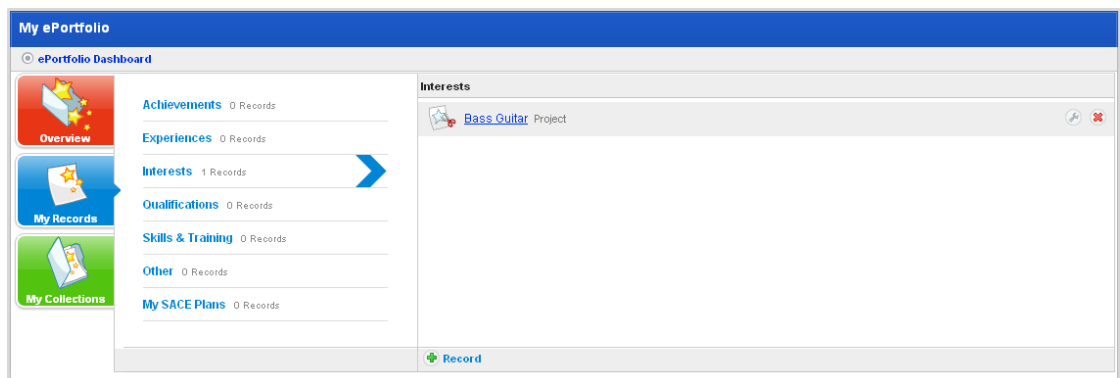 My ePortfolio
ePortfolio Dashboard
Overview
My Records
My Collections
Achievements 0 Records
Experiences 0 Records
Interests 1 Records
Qualifications 0 Records
Skills & Training 0 Records
Other 0 Records
My SACE Plans 0 Records
Interests
Bass Guitar Project
Record